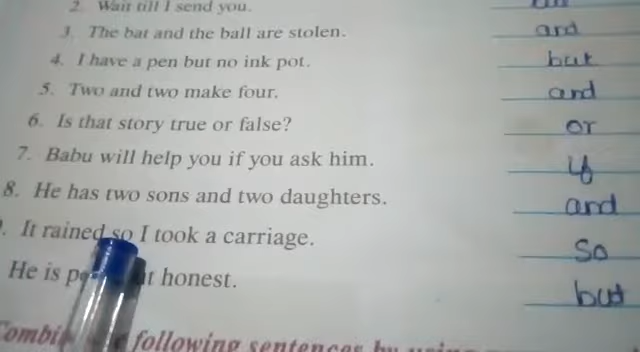 2. Wait till I send you.
3. The bat and the ball are stolen. and
4. I have a pen but no ink pot. but
5. Two and two make four. and
6. Is that story true or false? or
7. Babu will help you if you ask him. if
8. He has two sons and two daughters. and
. It rained so I took a carriage. so
He is honest. but
following sentences by using